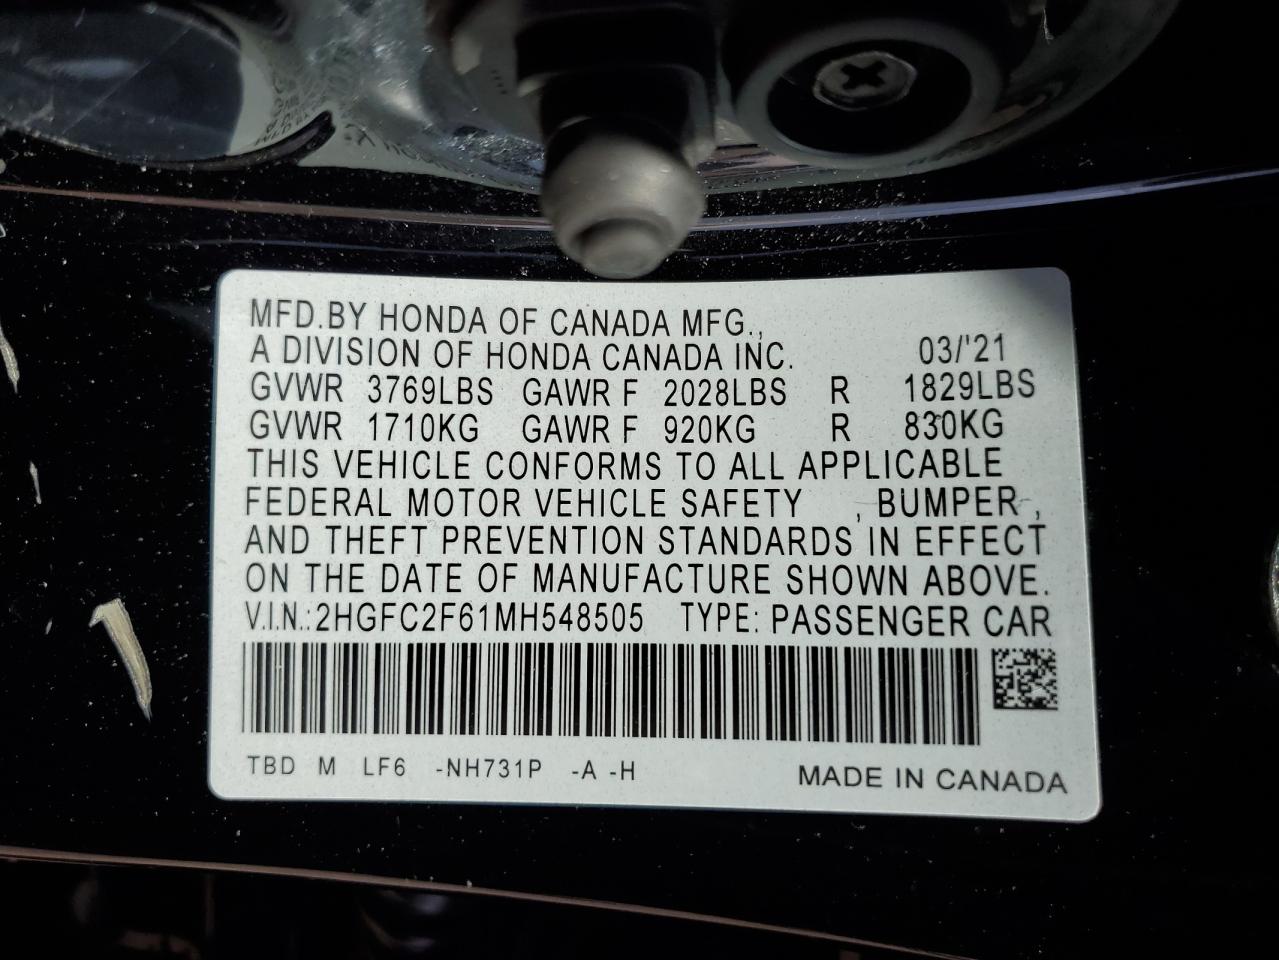 MFD.BY HONDA OF CANADA MFG.,
A DIVISION OF HONDA CANADA INC. 03/'21
GVWR 3769LBS GAWR F 2028LBS R 1829LBS
GVWR 1710KG GAWR F 920KG R 830KG
THIS VEHICLE CONFORMS TO ALL APPLICABLE
FEDERAL MOTOR VEHICLE SAFETY , BUMPER ,
AND THEFT PREVENTION STANDARDS IN EFFECT
ON THE DATE OF MANUFACTURE SHOWN ABOVE.
V.I.N.:2HGFC2F61MH548505 TYPE: PASSENGER CAR
TBD M LF6 -NH731P -A -H MADE IN CANADA